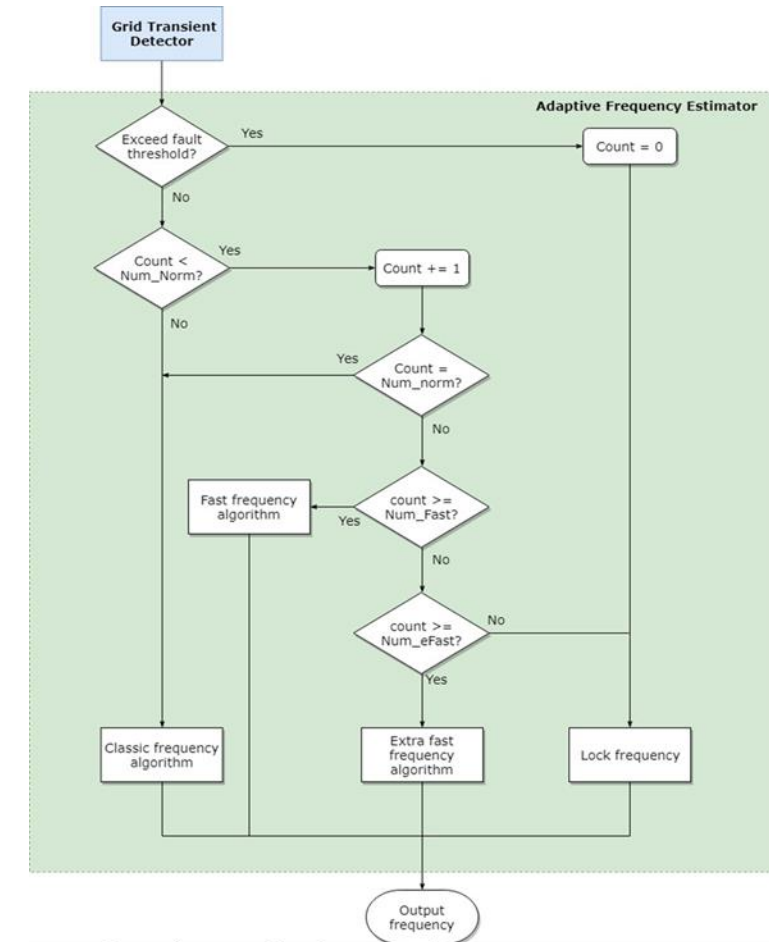 Grid Transient
Detector
Adaptive Frequency Estimator
Exceed fault
threshold?
Yes
Count = 0
No
Count <
Num_Norm?
Yes
Count += 1
No
Count =
Num_norm?
Yes
No
count >=
Num_Fast?
Yes
Fast frequency
algorithm
No
count >=
Num_eFast?
No
Yes
Classic frequency
algorithm
Extra fast
frequency
algorithm
Lock frequency
Output
frequency